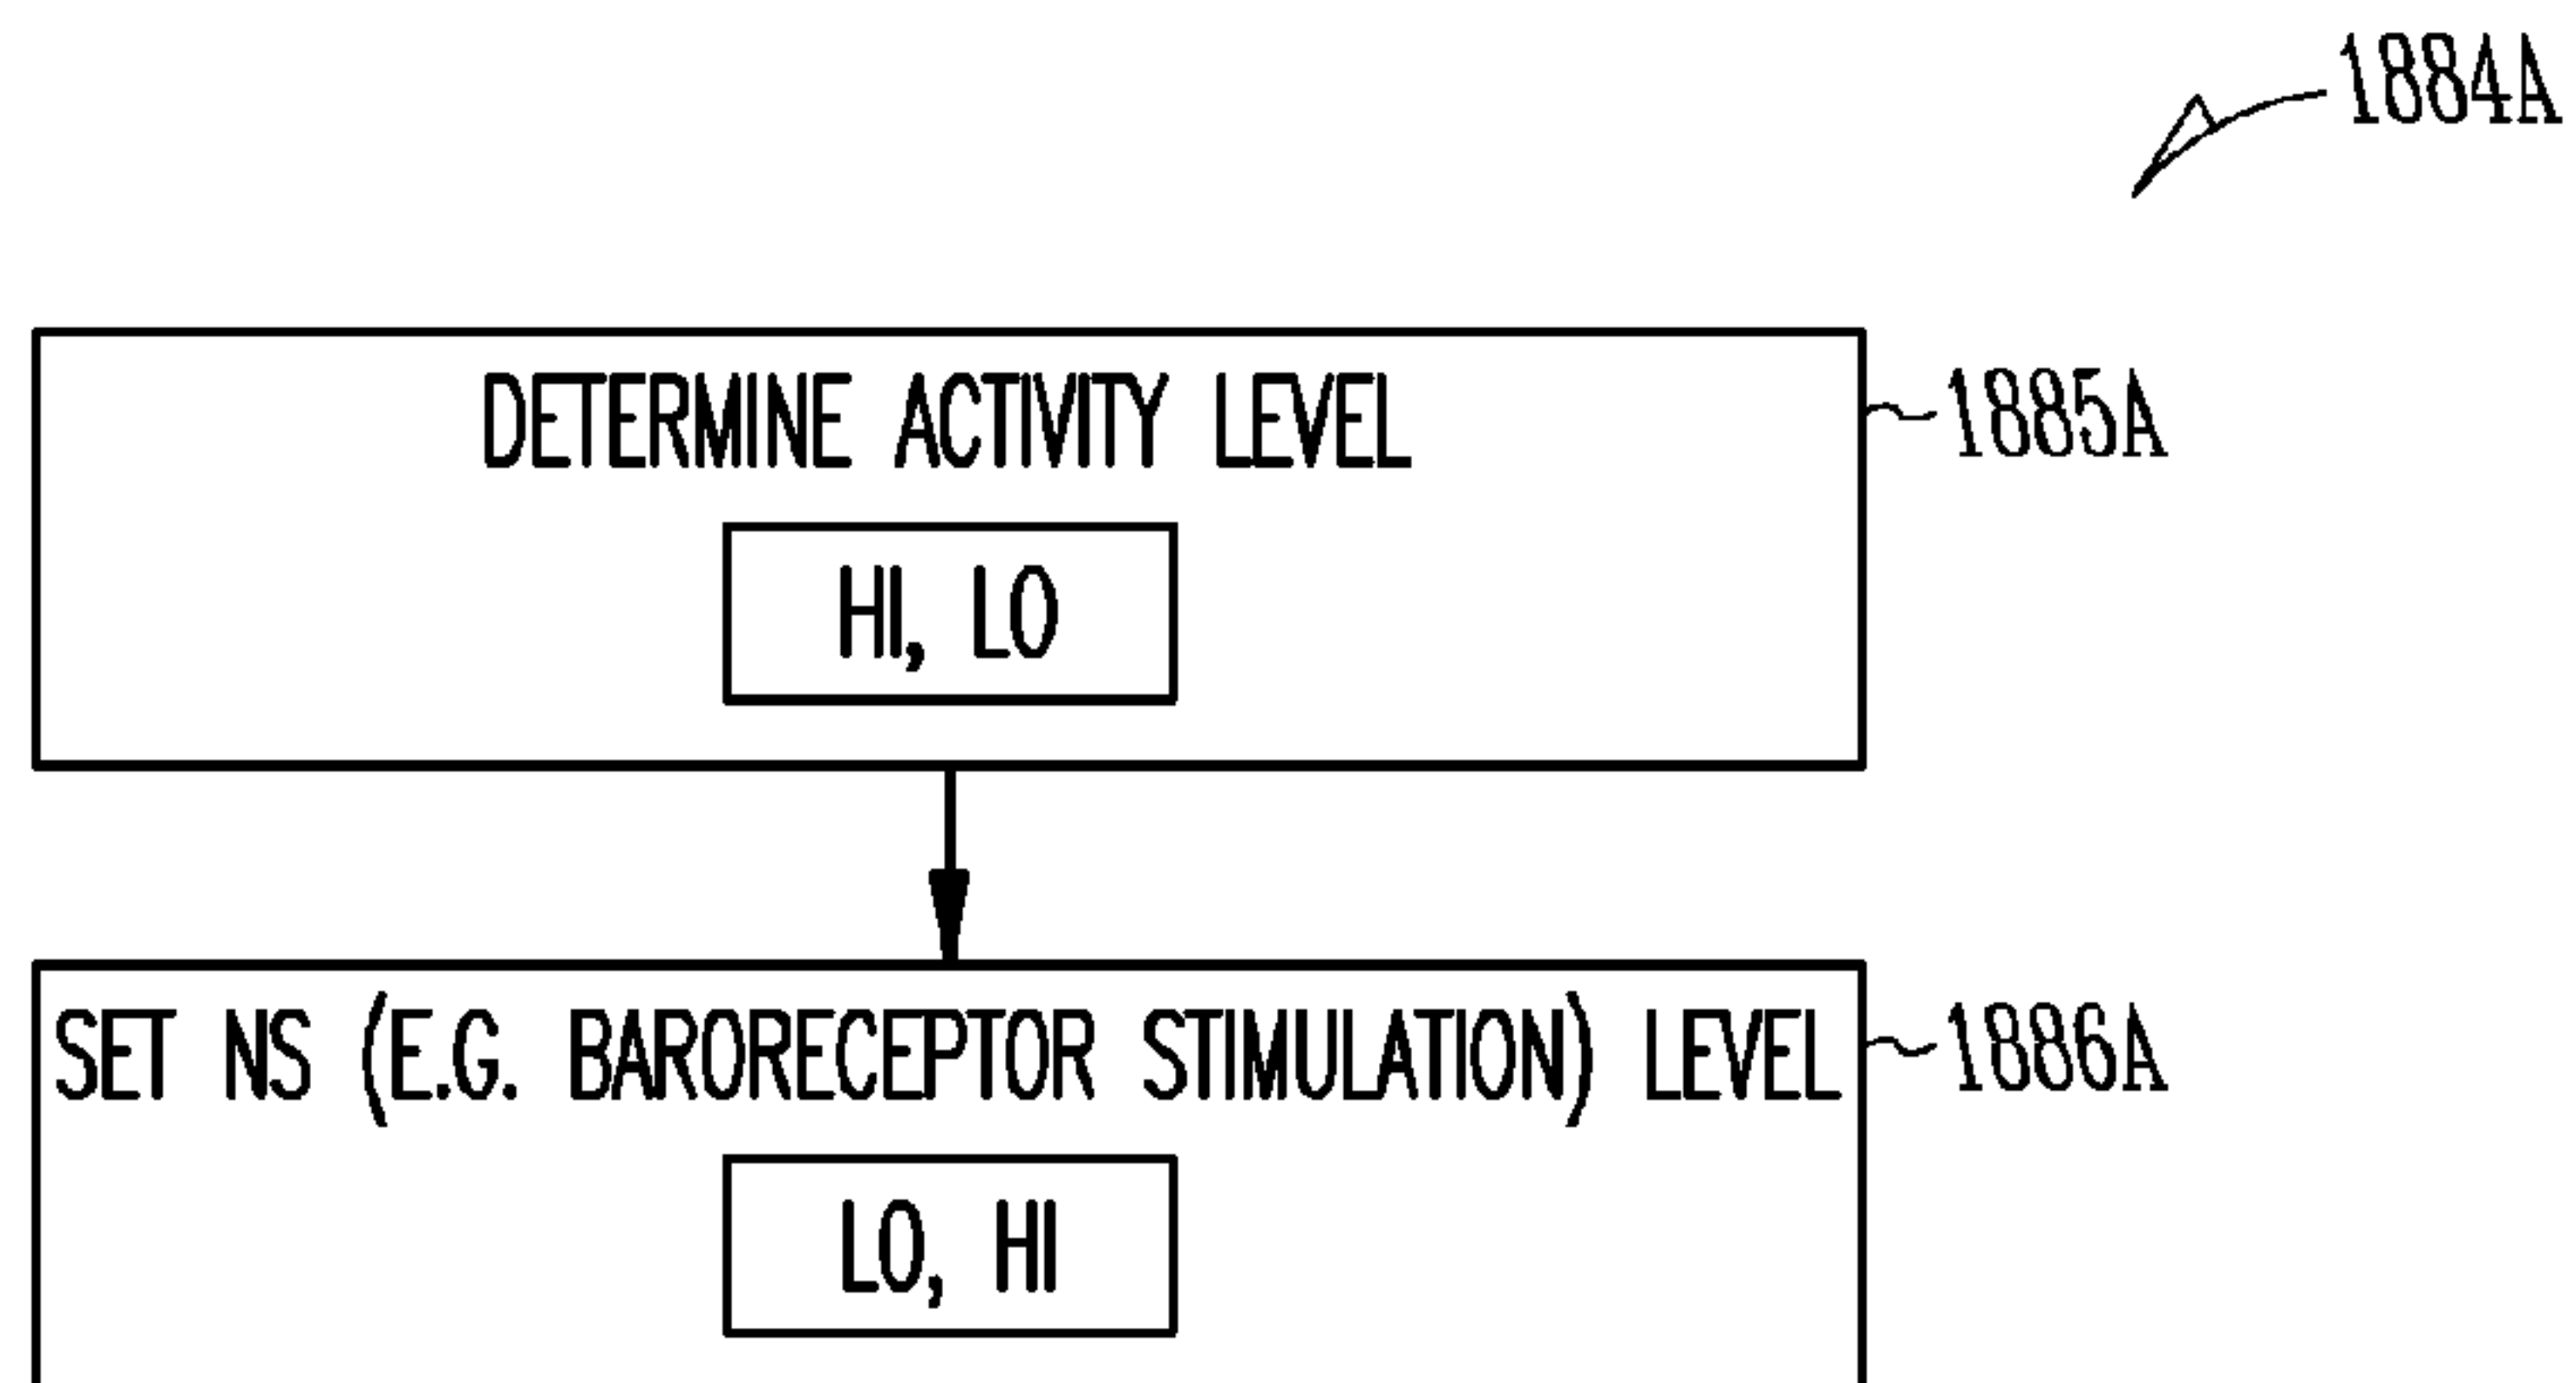 1884A
DETERMINE ACTIVITY LEVEL
1885A
HI, LO
SET NS (E.G. BARORECEPTOR STIMULATION) LEVEL
1886A
LO, HI